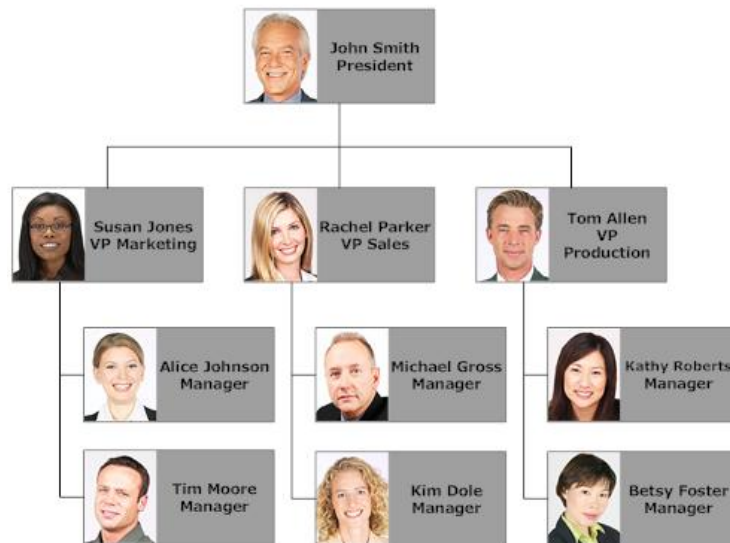 John Smith
President
Susan Jones
VP Marketing
Rachel Parker
VP Sales
Tom Allen
VP
Production
Alice Johnson
Manager
Michael Gross
Manager
Kathy Roberts
Manager
Tim Moore
Manager
Kim Dole
Manager
Betsy Foster
Manager